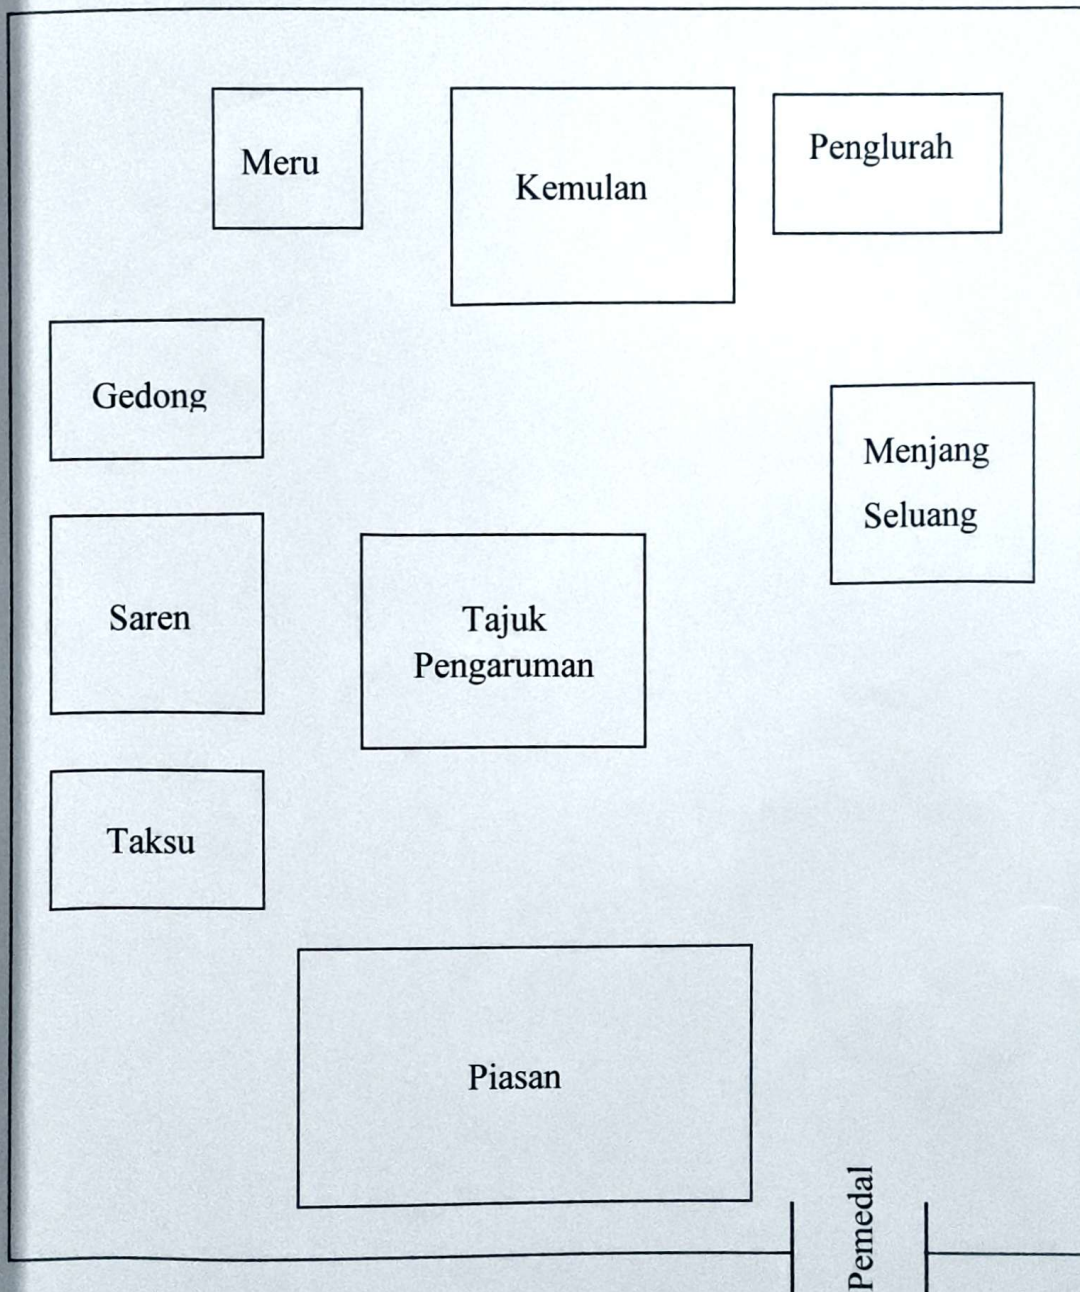 Meru
Kemulan
Penglurah
Gedong
Menjang
Seluang
Saren
Tajuk
Pengaruman
Taksu
Piasan
Pemedal